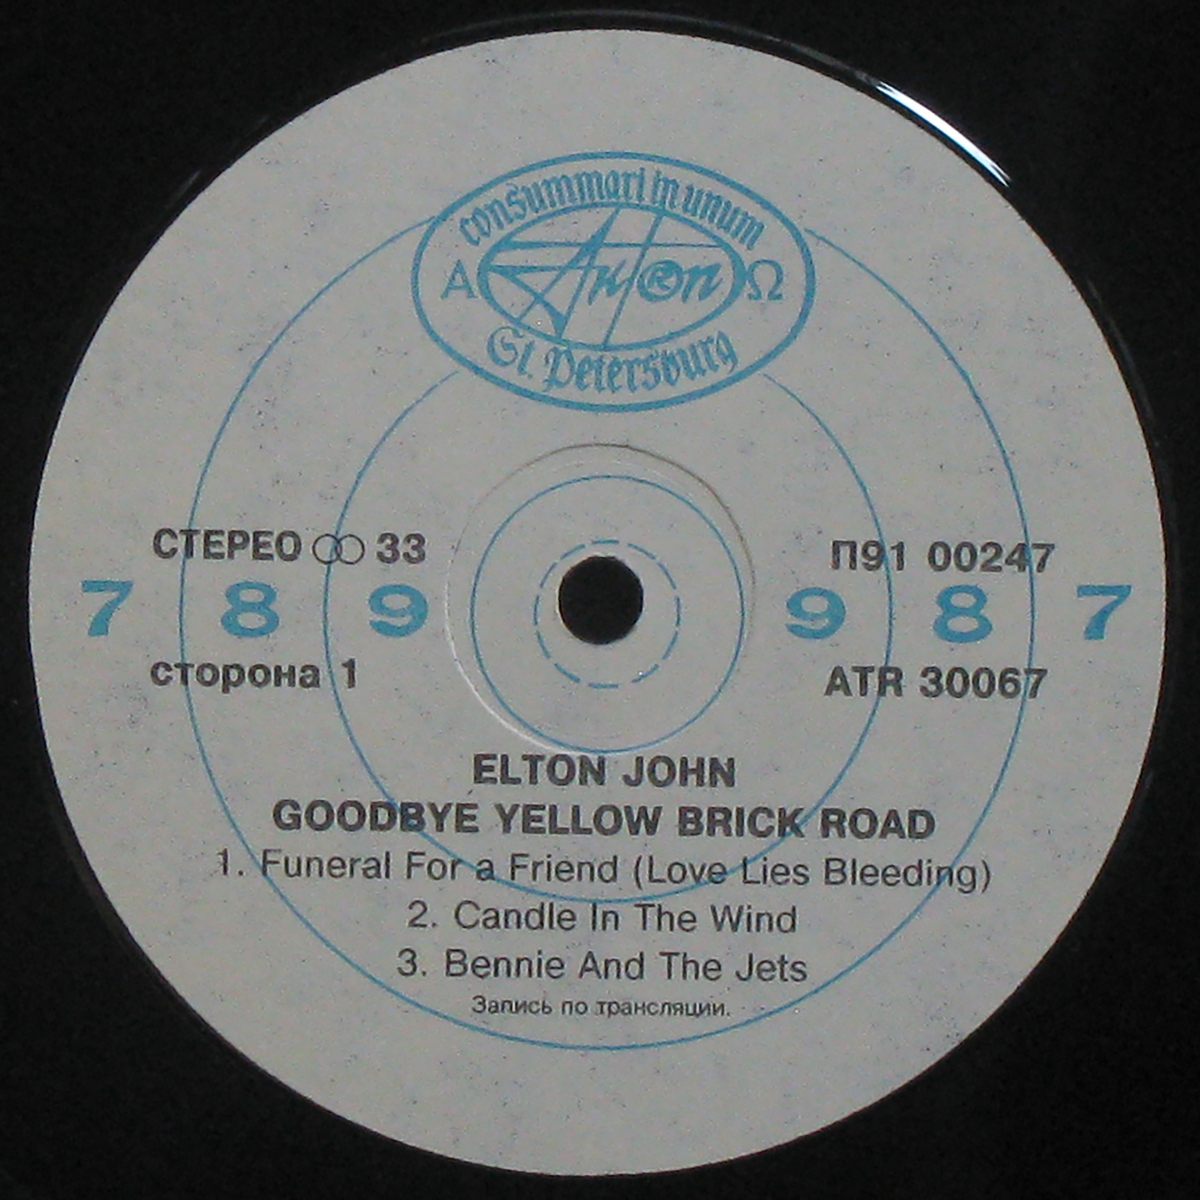 consummari in unum
Α АнТроп Ω
St. Petersburg
СТЕРЕО 33
П91 00247
7 8 9 9 8 7
сторона 1
ATR 30067
ELTON JOHN
GOODBYE YELLOW BRICK ROAD
1. Funeral For a Friend (Love Lies Bleeding)
2. Candle In The Wind
3. Bennie And The Jets
Запись по трансляции.